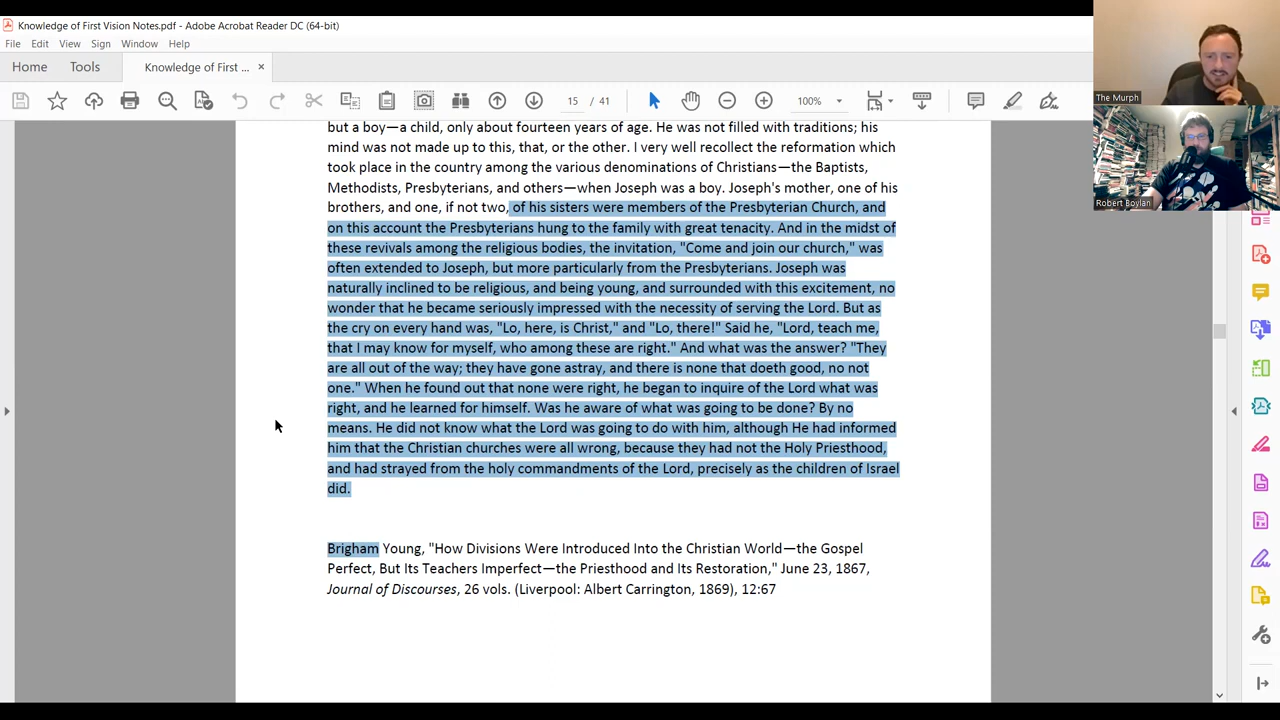 Knowledge of First Vision Notes.pdf - Adobe Acrobat Reader DC (64-bit)
File Edit View Sign Window Help
Home Tools Knowledge of First ... ×
15 / 41 100%
The Murph
Robert Boylan
but a boy—a child, only about fourteen years of age. He was not filled with traditions; his
mind was not made up to this, that, or the other. I very well recollect the reformation which
took place in the country among the various denominations of Christians—the Baptists,
Methodists, Presbyterians, and others—when Joseph was a boy. Joseph's mother, one of his
brothers, and one, if not two, of his sisters were members of the Presbyterian Church, and
on this account the Presbyterians hung to the family with great tenacity. And in the midst of
these revivals among the religious bodies, the invitation, "Come and join our church," was
often extended to Joseph, but more particularly from the Presbyterians. Joseph was
naturally inclined to be religious, and being young, and surrounded with this excitement, no
wonder that he became seriously impressed with the necessity of serving the Lord. But as
the cry on every hand was, "Lo, here, is Christ," and "Lo, there!" Said he, "Lord, teach me,
that I may know for myself, who among these are right." And what was the answer? "They
are all out of the way; they have gone astray, and there is none that doeth good, no not
one." When he found out that none were right, he began to inquire of the Lord what was
right, and he learned for himself. Was he aware of what was going to be done? By no
means. He did not know what the Lord was going to do with him, although He had informed
him that the Christian churches were all wrong, because they had not the Holy Priesthood,
and had strayed from the holy commandments of the Lord, precisely as the children of Israel
did.
Brigham Young, "How Divisions Were Introduced Into the Christian World—the Gospel
Perfect, But Its Teachers Imperfect—the Priesthood and Its Restoration," June 23, 1867,
Journal of Discourses, 26 vols. (Liverpool: Albert Carrington, 1869), 12:67